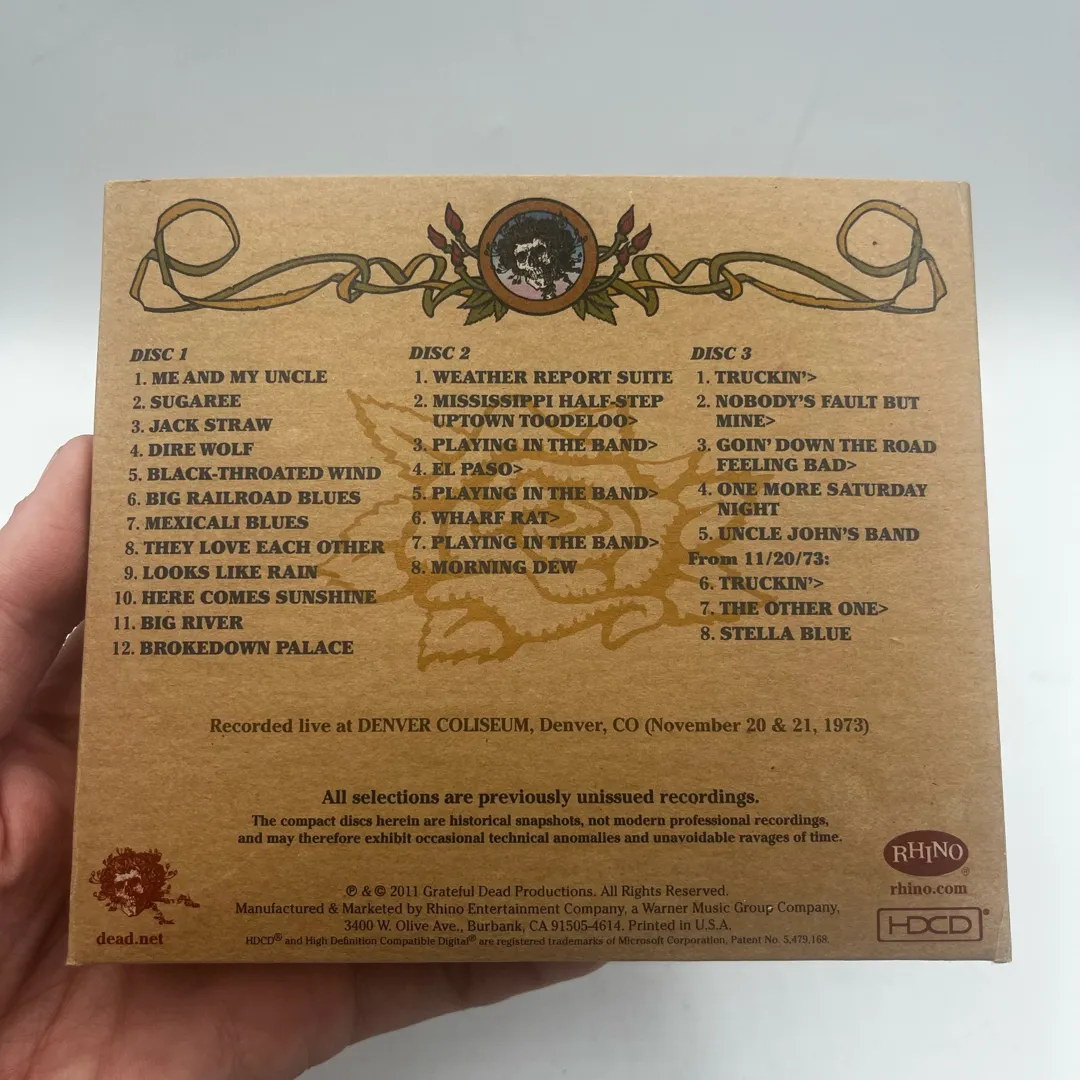 DISC 1
1. ME AND MY UNCLE
2. SUGAREE
3. JACK STRAW
4. DIRE WOLF
5. BLACK-THROATED WIND
6. BIG RAILROAD BLUES
7. MEXICALI BLUES
8. THEY LOVE EACH OTHER
9. LOOKS LIKE RAIN
10. HERE COMES SUNSHINE
11. BIG RIVER
12. BROKEDOWN PALACE
DISC 2
1. WEATHER REPORT SUITE
2. MISSISSIPPI HALF-STEP
UPTOWN TOODELOO>
3. PLAYING IN THE BAND>
4. EL PASO>
5. PLAYING IN THE BAND>
6. WHARF RAT>
7. PLAYING IN THE BAND>
8. MORNING DEW
DISC 3
1. TRUCKIN'>
2. NOBODY'S FAULT BUT
MINE>
3. GOIN' DOWN THE ROAD
FEELING BAD>
4. ONE MORE SATURDAY
NIGHT
5. UNCLE JOHN'S BAND
From 11/20/73:
6. TRUCKIN'>
7. THE OTHER ONE>
8. STELLA BLUE
Recorded live at DENVER COLISEUM, Denver, CO (November 20 & 21, 1973)
All selections are previously unissued recordings.
The compact discs herein are historical snapshots, not modern professional recordings,
and may therefore exhibit occasional technical anomalies and unavoidable ravages of time.
℗ & © 2011 Grateful Dead Productions. All Rights Reserved.
Manufactured & Marketed by Rhino Entertainment Company, a Warner Music Group Company,
3400 W. Olive Ave., Burbank, CA 91505-4614. Printed in U.S.A.
HDCD® and High Definition Compatible Digital® are registered trademarks of Microsoft Corporation, Patent No. 5,479,168.
dead.net
RHINO®
rhino.com
HDCD®